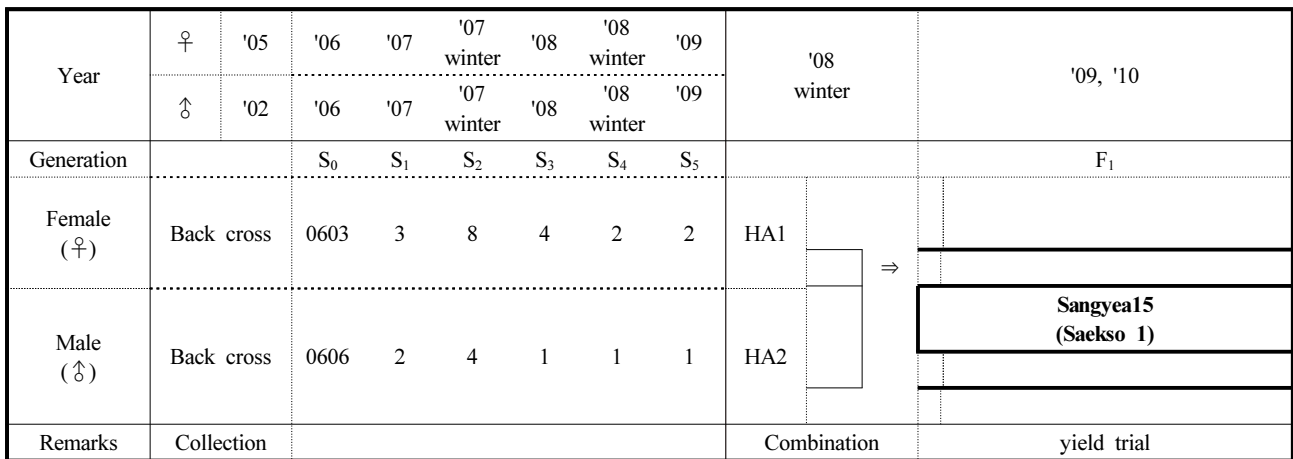 Year ♀ '05 '06 '07 '07 winter '08 '08 winter '09 '08 winter '09, '10
♂ '02 '06 '07 '07 winter '08 '08 winter '09
Generation S₀ S₁ S₂ S₃ S₄ S₅ F₁
Female (♀) Back cross 0603 3 8 4 2 2 HA1
⇒
Sangyea15
(Saekso 1)
Male (♂) Back cross 0606 2 4 1 1 1 HA2
Remarks Collection Combination yield trial